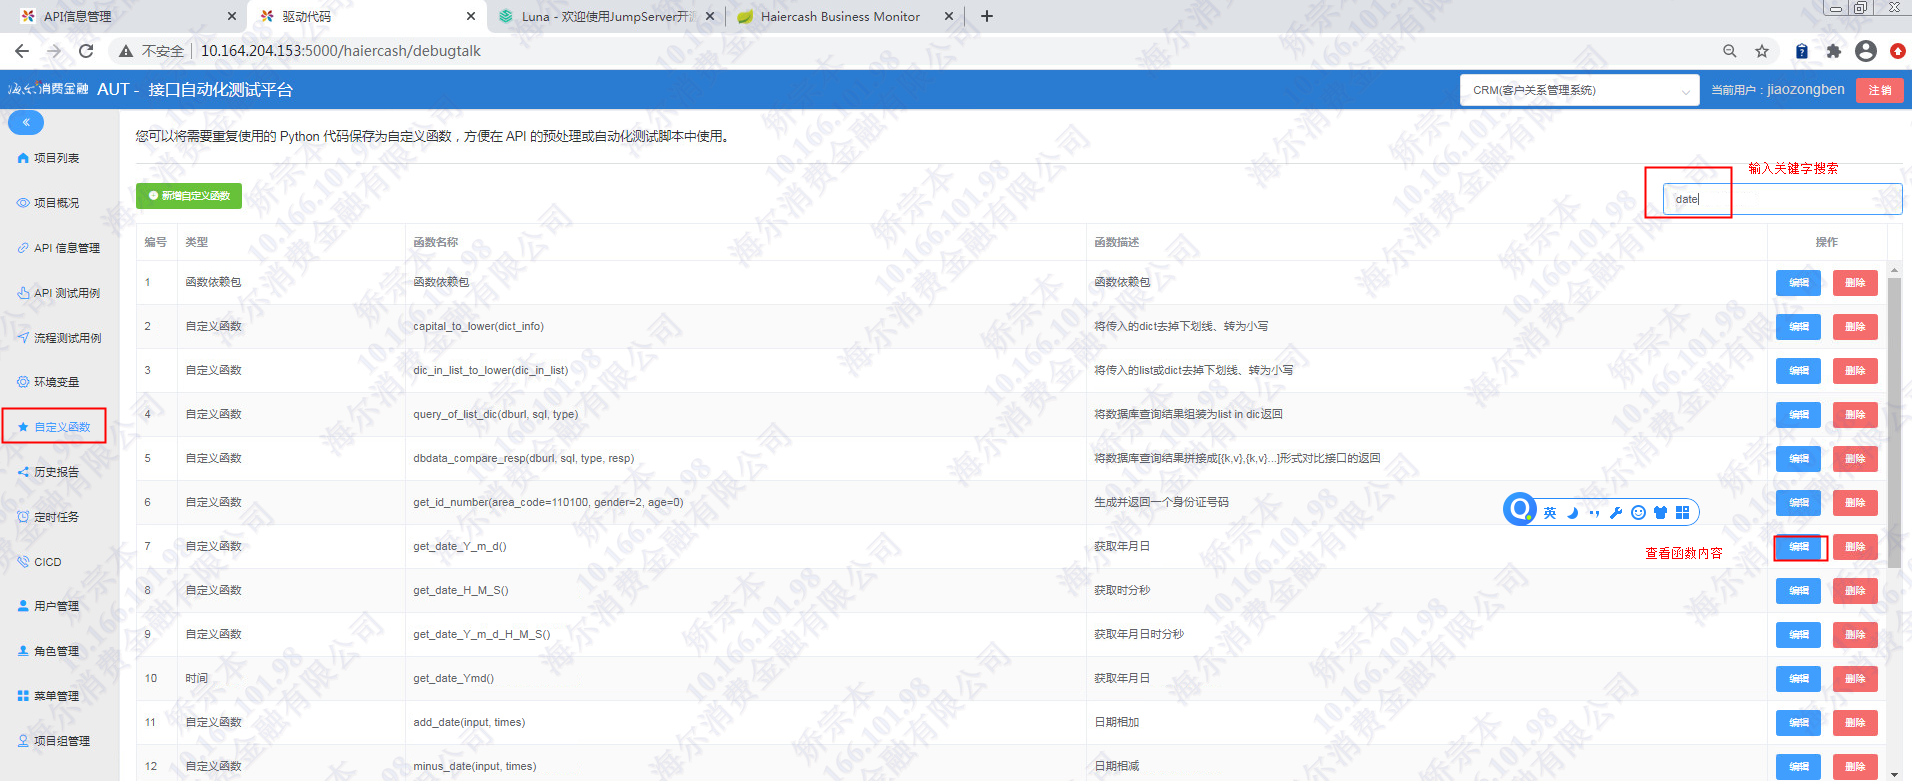 API信息管理
驱动代码
Luna - 欢迎使用JumpServer开源
Haiercash Business Monitor
不安全 10.164.204.153:5000/haiercash/debugtalk
海尔消费金融 AUT - 接口自动化测试平台
CRM(客户关系管理系统)
当前用户：jiaozongben
注销
您可以将需要重复使用的 Python 代码保存为自定义函数，方便在 API 的预处理或自动化测试脚本中使用。
项目列表
项目概况
API 信息管理
API 测试用例
流程测试用例
环境变量
自定义函数
历史报告
定时任务
CICD
用户管理
角色管理
菜单管理
项目组管理
输入关键字搜索
新增自定义函数
date
编号 类型 函数名称 函数描述 操作
1 函数依赖包 函数依赖包 函数依赖包 编辑 删除
2 自定义函数 capital_to_lower(dict_info) 将传入的dict去掉下划线、转为小写 编辑 删除
3 自定义函数 dic_in_list_to_lower(dic_in_list) 将传入的list或dict去掉下划线、转为小写 编辑 删除
4 自定义函数 query_of_list_dic(dburl, sql, type) 将数据库查询结果组装为list in dic返回 编辑 删除
5 自定义函数 dbdata_compare_resp(dburl, sql, type, resp) 将数据库查询结果拼接成[{k,v},{k,v}...]形式对比接口的返回 编辑 删除
6 自定义函数 get_id_number(area_code=110100, gender=2, age=0) 生成并返回一个身份证号码 编辑 删除
英
7 自定义函数 get_date_Y_m_d() 获取年月日 编辑 删除
查看函数内容
8 自定义函数 get_date_H_M_S() 获取时分秒 编辑 删除
9 自定义函数 get_date_Y_m_d_H_M_S() 获取年月日时分秒 编辑 删除
10 时间 get_date_Ymd() 获取年月日 编辑 删除
11 自定义函数 add_date(input, times) 日期相加 编辑 删除
12 自定义函数 minus_date(input, times) 日期相减 编辑 删除
海尔消费金融有限公司
10.166.101.98
矫宗本